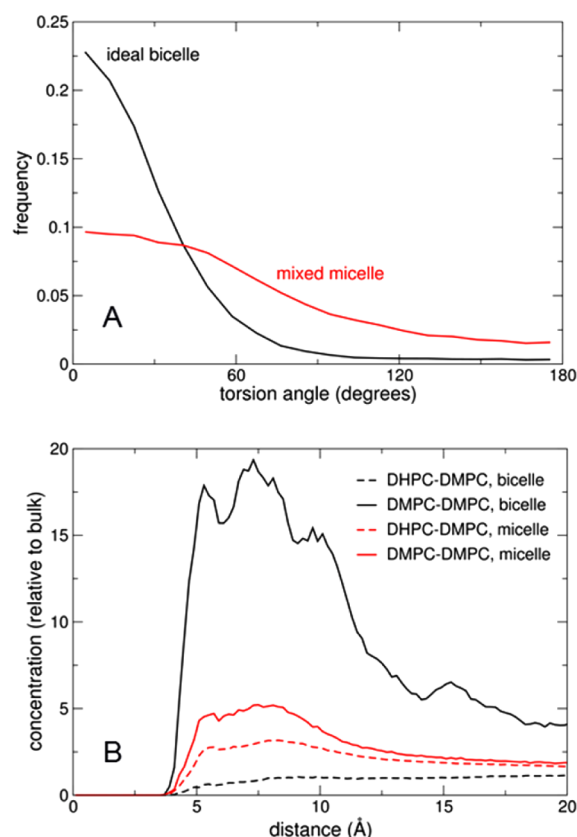 0.25
ideal bicelle
0.2
0.15
frequency
0.1
mixed micelle
0.05
A
0
0 60 120 180
torsion angle (degrees)
20
DHPC-DMPC, bicelle
DMPC-DMPC, bicelle
15
DHPC-DMPC, micelle
DMPC-DMPC, micelle
concentration (relative to bulk)
10
5
B
0
0 5 10 15 20
distance (Å)